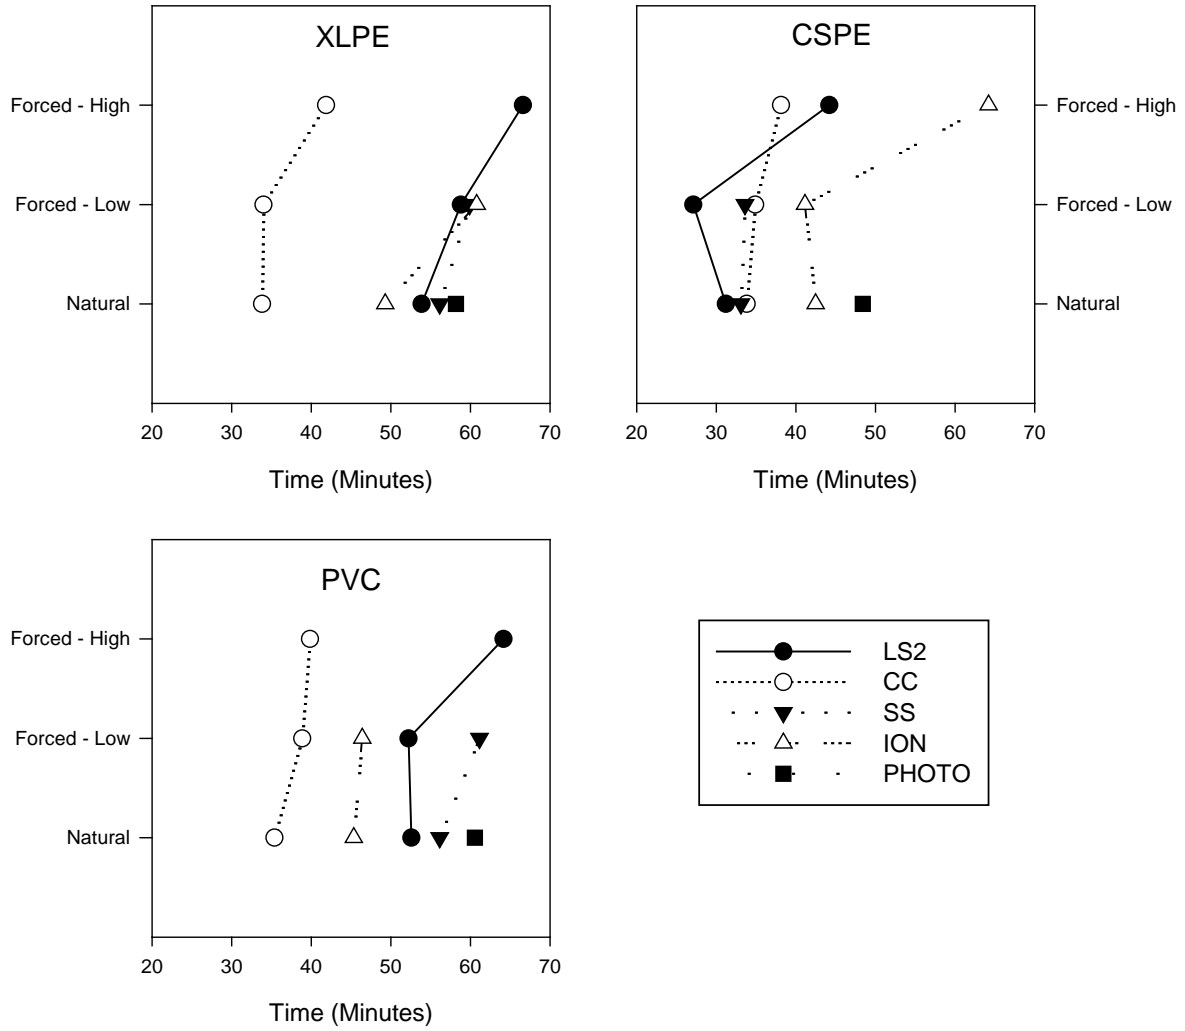 XLPE
CSPE
Forced - High
Forced - High
Forced - Low
Forced - Low
Natural
Natural
20 30 40 50 60 70
20 30 40 50 60 70
Time (Minutes)
Time (Minutes)
PVC
Forced - High
Forced - Low
Natural
20 30 40 50 60 70
Time (Minutes)
LS2
CC
SS
ION
PHOTO